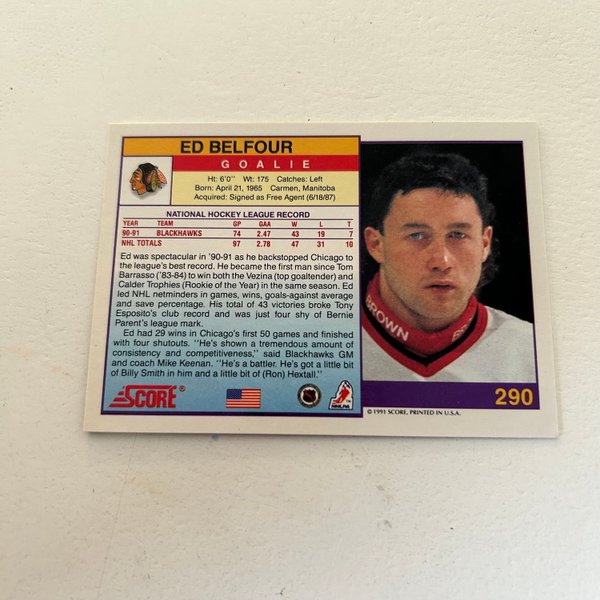 ED BELFOUR
GOALIE
Ht: 6'0" Wt: 175 Catches: Left
Born: April 21, 1965 Carmen, Manitoba
Acquired: Signed as Free Agent (6/18/87)
NATIONAL HOCKEY LEAGUE RECORD
YEAR TEAM GP GAA W L T
90-91 BLACKHAWKS 74 2.47 43 19 7
NHL TOTALS 97 2.78 47 31 10
Ed was spectacular in '90-91 as he backstopped Chicago to
the league's best record. He became the first man since Tom
Barrasso ('83-84) to win both the Vezina (top goaltender) and
Calder Trophies (Rookie of the Year) in the same season. Ed
led NHL netminders in games, wins, goals-against average
and save percentage. His total of 43 victories broke Tony
Esposito's club record and was just four shy of Bernie
Parent's league mark.
Ed had 29 wins in Chicago's first 50 games and finished
with four shutouts. "He's shown a tremendous amount of
consistency and competitiveness," said Blackhawks GM
and coach Mike Keenan. "He's a battler. He's got a little bit
of Billy Smith in him and a little bit of (Ron) Hextall."
SCORE®
NHLPA
BROWN
290
© 1991 SCORE, PRINTED IN U.S.A.